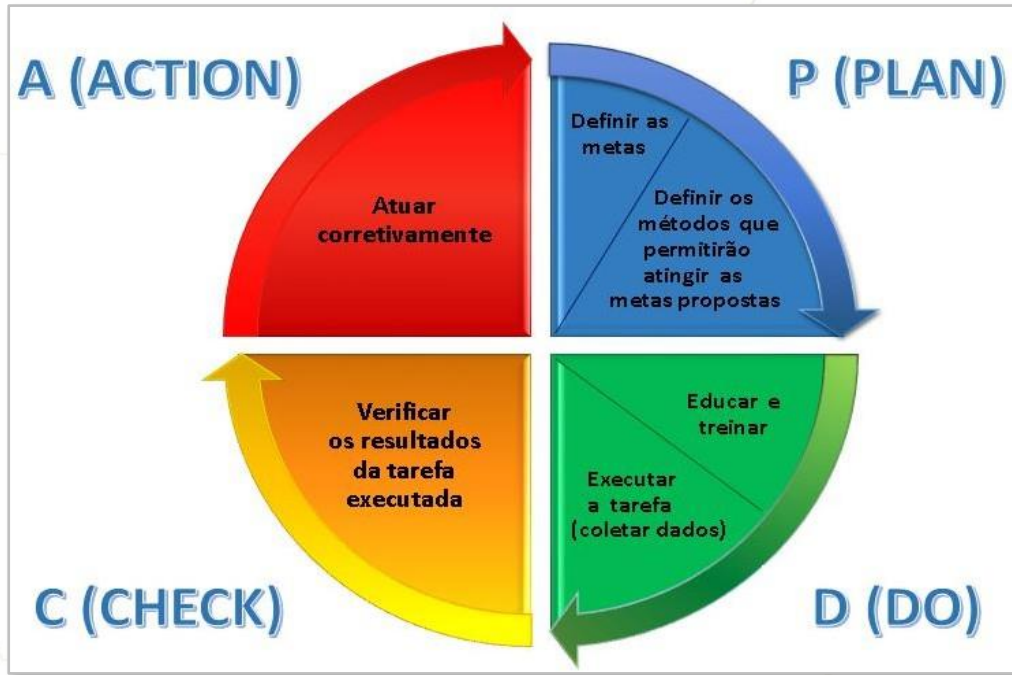 A (ACTION)
P (PLAN)
Definir as
metas
Definir os
métodos que
permitirão
atingir as
metas propostas
Atuar
corretivamente
Verificar
os resultados
da tarefa
executada
Educar e
treinar
Executar
a tarefa
(coletar dados)
C (CHECK)
D (DO)